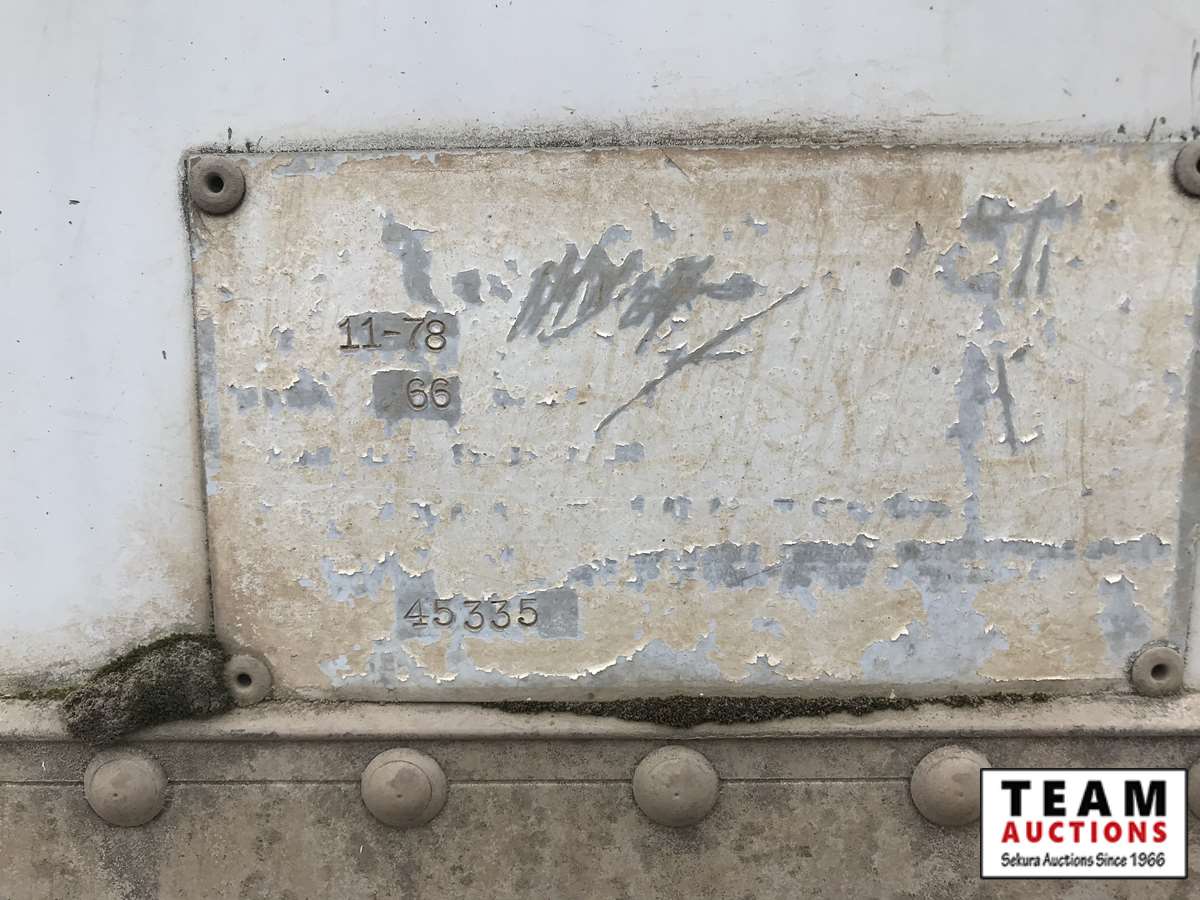 11-78
66
45335
TEAM
AUCTIONS
Sekura Auctions Since 1966